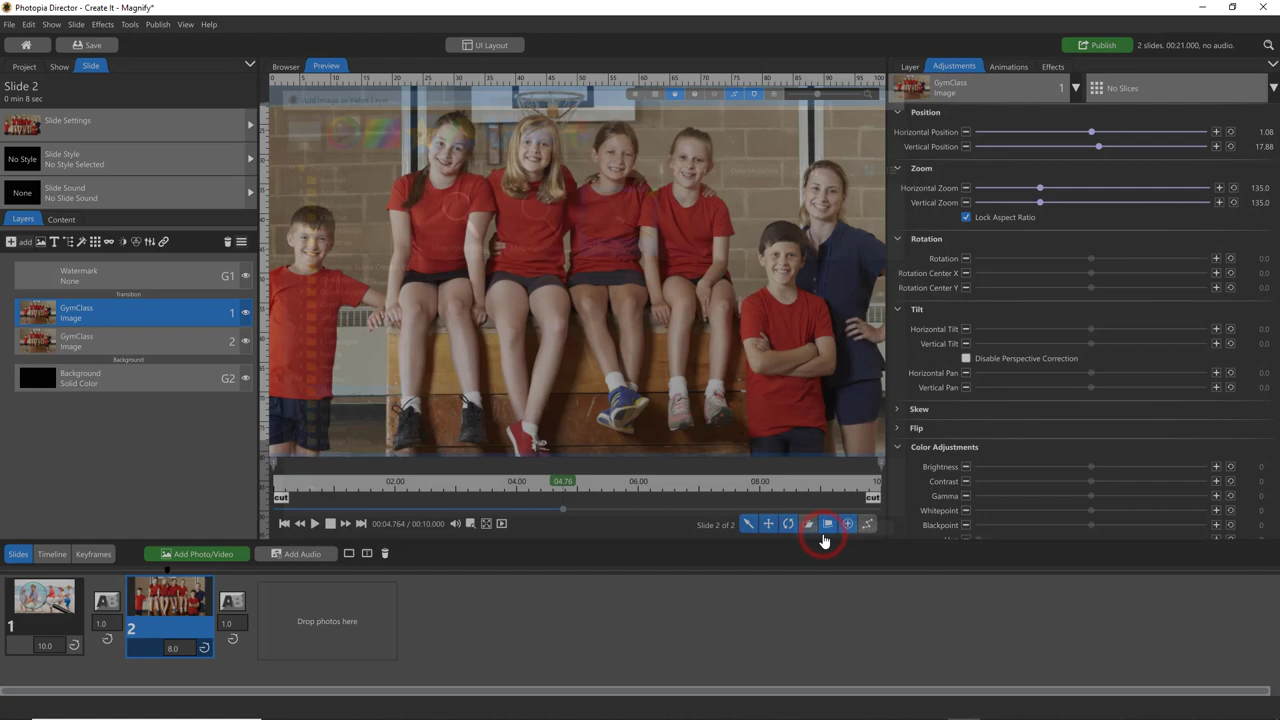 Photopia Director - Create It - Magnify*
File Edit Show Slide Effects Tools Publish View Help
Save
UI Layout
Publish
2 slides. 00:21.000, no audio.
Project Show Slide
Browser Preview
Layer Adjustments Animations Effects
Slide 2
0 min 8 sec
GymClass
Image
1
No Slices
Slide Settings
No Style
Slide Style
No Style Selected
None
Slide Sound
No Slide Sound
Layers Content
add
Watermark
None
G1
Transition
GymClass
Image
1
GymClass
Image
2
Background
Background
Solid Color
G2
Add Image or Video Layer
Position
Horizontal Position 1.08
Vertical Position 17.88
Zoom
Horizontal Zoom 135.0
Vertical Zoom 135.0
Lock Aspect Ratio
Rotation
Rotation 0.0
Rotation Center X 0.0
Rotation Center Y 0.0
Tilt
Horizontal Tilt 0.0
Vertical Tilt 0.0
Disable Perspective Correction
Horizontal Pan 0.0
Vertical Pan 0.0
Skew
Flip
Color Adjustments
Brightness 0
Contrast 0
Gamma 0
Whitepoint 0
Blackpoint 0
02.00 04.00 04.76 06.00 08.00 10
cut cut
00:04.764 / 00:10.000
Slide 2 of 2
Slides Timeline Keyframes
Add Photo/Video
Add Audio
1
10.0
AB
1.0
2
8.0
AB
1.0
Drop photos here